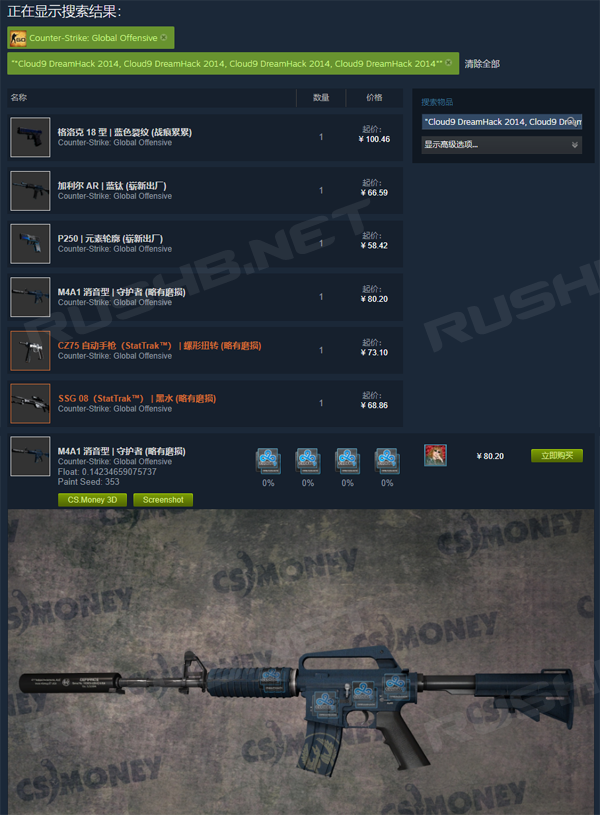 正在显示搜索结果:
Counter-Strike: Global Offensive
"*Cloud9 DreamHack 2014, Cloud9 DreamHack 2014, Cloud9 DreamHack 2014, Cloud9 DreamHack 2014*"
清除全部
名称 数量 价格
搜索物品
"*Cloud9 DreamHack 2014, Cloud9
显示高级选项...
格洛克 18 型 | 蓝色裂纹 (战痕累累)
Counter-Strike: Global Offensive
1
起价:
¥ 100.46
加利尔 AR | 蓝钛 (崭新出厂)
Counter-Strike: Global Offensive
1
起价:
¥ 66.59
P250 | 元素轮廓 (崭新出厂)
Counter-Strike: Global Offensive
1
起价:
¥ 58.42
M4A1 消音型 | 守护者 (略有磨损)
Counter-Strike: Global Offensive
1
起价:
¥ 80.20
CZ75 自动手枪（StatTrak™） | 螺形扭转 (略有磨损)
Counter-Strike: Global Offensive
1
起价:
¥ 73.10
SSG 08（StatTrak™） | 黑水 (略有磨损)
Counter-Strike: Global Offensive
1
起价:
¥ 68.86
M4A1 消音型 | 守护者 (略有磨损)
Counter-Strike: Global Offensive
Float: 0.14234659075737
Paint Seed: 353
0% 0% 0% 0%
¥ 80.20
立即购买
CS.Money 3D
Screenshot
RUSHB.NET
CS MONEY
CS MONEY
CS MONEY
CS MONEY